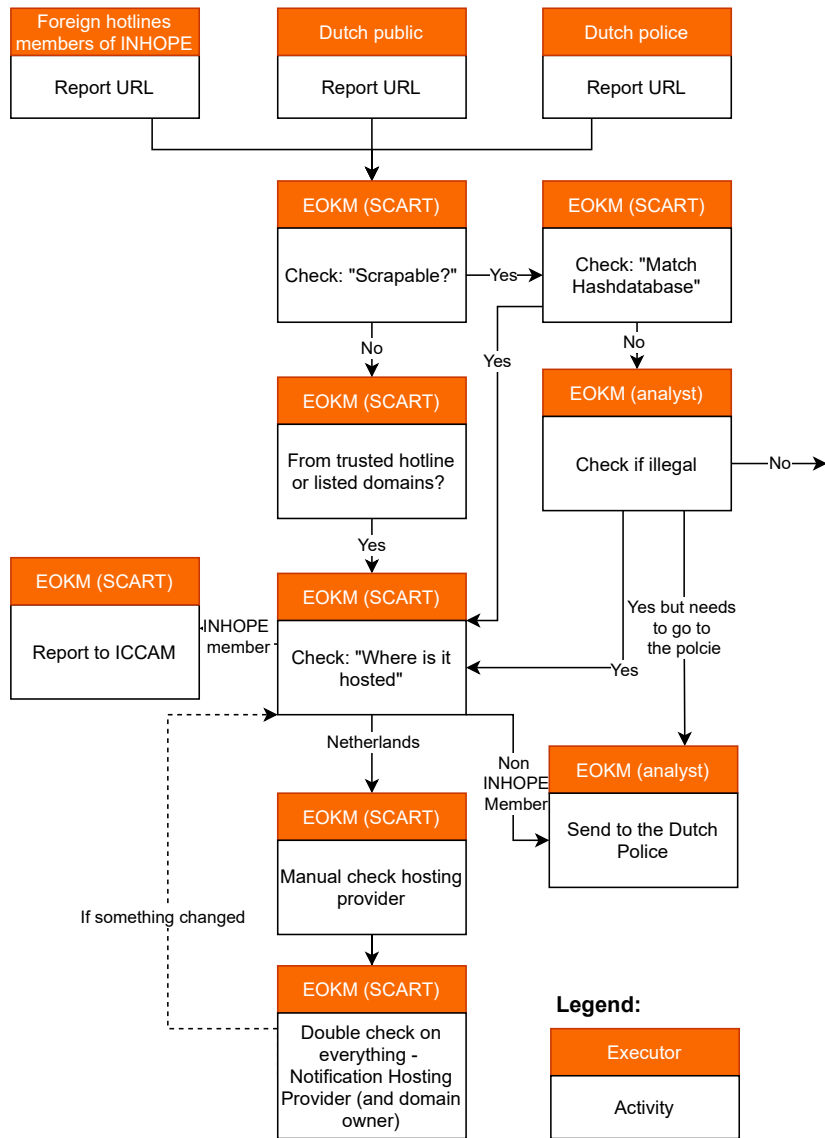 Foreign hotlines
members of INHOPE
Report URL
Dutch public
Report URL
Dutch police
Report URL
EOKM (SCART)
Check: "Scrapable?"
Yes
EOKM (SCART)
Check: "Match
Hashdatabase"
No
Yes
No
EOKM (SCART)
From trusted hotline
or listed domains?
EOKM (analyst)
Check if illegal
No
Yes
EOKM (SCART)
Report to ICCAM
INHOPE
member
EOKM (SCART)
Check: "Where is it
hosted"
Yes
Yes but needs
to go to
the polcie
Netherlands
Non
INHOPE
Member
EOKM (analyst)
Send to the Dutch
Police
EOKM (SCART)
Manual check hosting
provider
If something changed
EOKM (SCART)
Double check on
everything -
Notification Hosting
Provider (and domain
owner)
Legend:
Executor
Activity